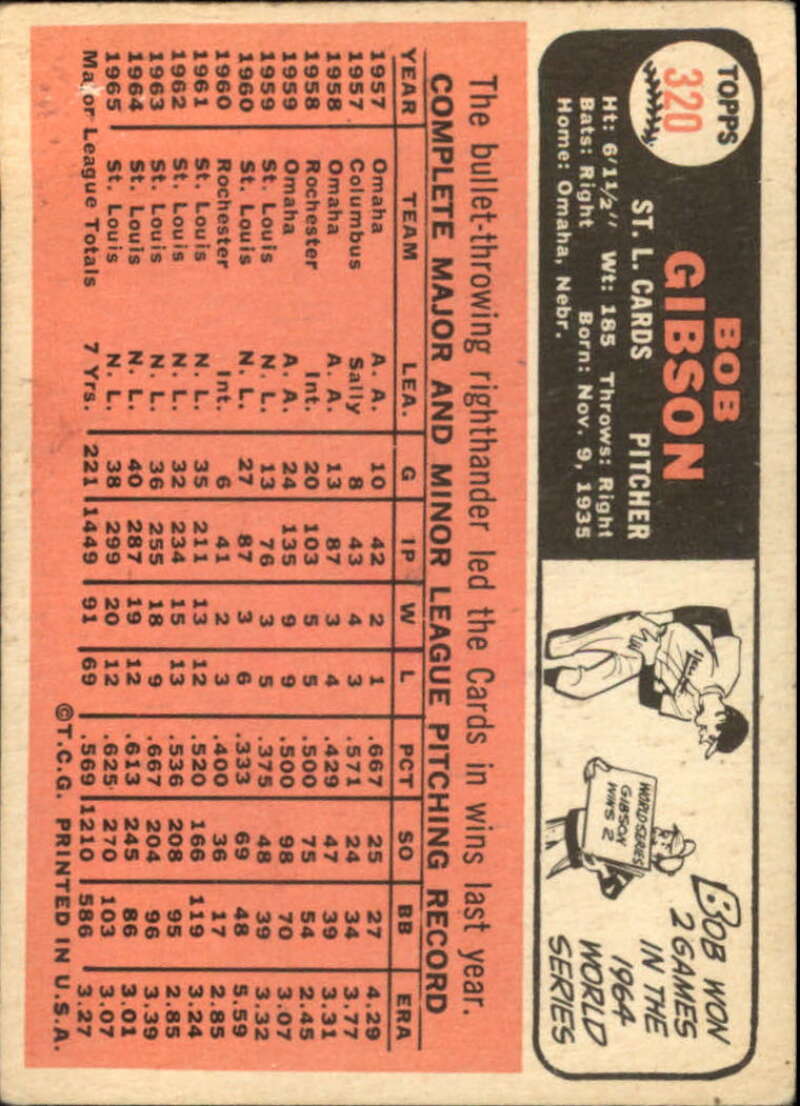 TOPPS
320
BOB
GIBSON
ST. L. CARDS PITCHER
Ht: 6'1½" Wt: 185 Throws: Right
Bats: Right Born: Nov. 9, 1935
Home: Omaha, Nebr.
WORLD SERIES
GIBSON
WINS 2
BOB WON
2 GAMES
IN THE
1964
WORLD
SERIES
The bullet-throwing righthander led the Cards in wins last year.
COMPLETE MAJOR AND MINOR LEAGUE PITCHING RECORD
YEAR TEAM LEA. G IP W L PCT SO BB ERA
1957 Omaha A. A. 10 42 2 1 .667 25 27 4.29
1957 Columbus Sally 8 43 4 3 .571 24 34 3.77
1958 Omaha A. A. 13 87 3 4 .429 47 39 3.31
1958 Rochester Int. 20 103 5 5 .500 75 54 2.45
1959 Omaha A. A. 24 135 9 9 .500 98 70 3.07
1959 St. Louis N. L. 13 76 3 5 .375 48 39 3.32
1960 St. Louis N. L. 27 87 3 6 .333 69 48 5.59
1960 Rochester Int. 6 41 2 3 .400 36 17 2.85
1961 St. Louis N. L. 35 211 13 12 .520 166 119 3.24
1962 St. Louis N. L. 32 234 15 13 .536 208 95 2.85
1963 St. Louis N. L. 36 255 18 9 .667 204 96 3.39
1964 St. Louis N. L. 40 287 19 12 .613 245 86 3.01
1965 St. Louis N. L. 38 299 20 12 .625 270 103 3.07
Major League Totals 7 Yrs. 221 1449 91 69 .569 1210 586 3.27
©T.C.G. PRINTED IN U.S.A.